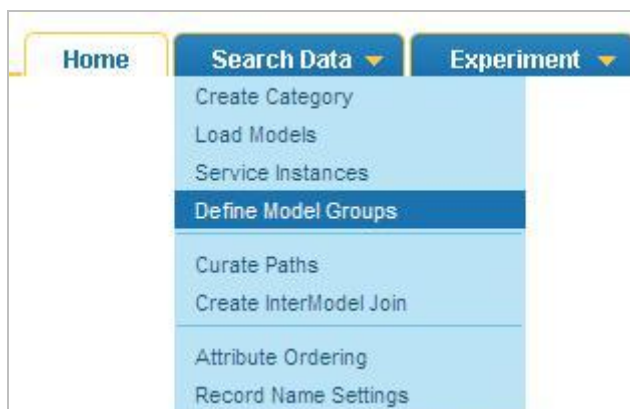 Home Search Data Experiment
Create Category
Load Models
Service Instances
Define Model Groups
Curate Paths
Create InterModel Join
Attribute Ordering
Record Name Settings